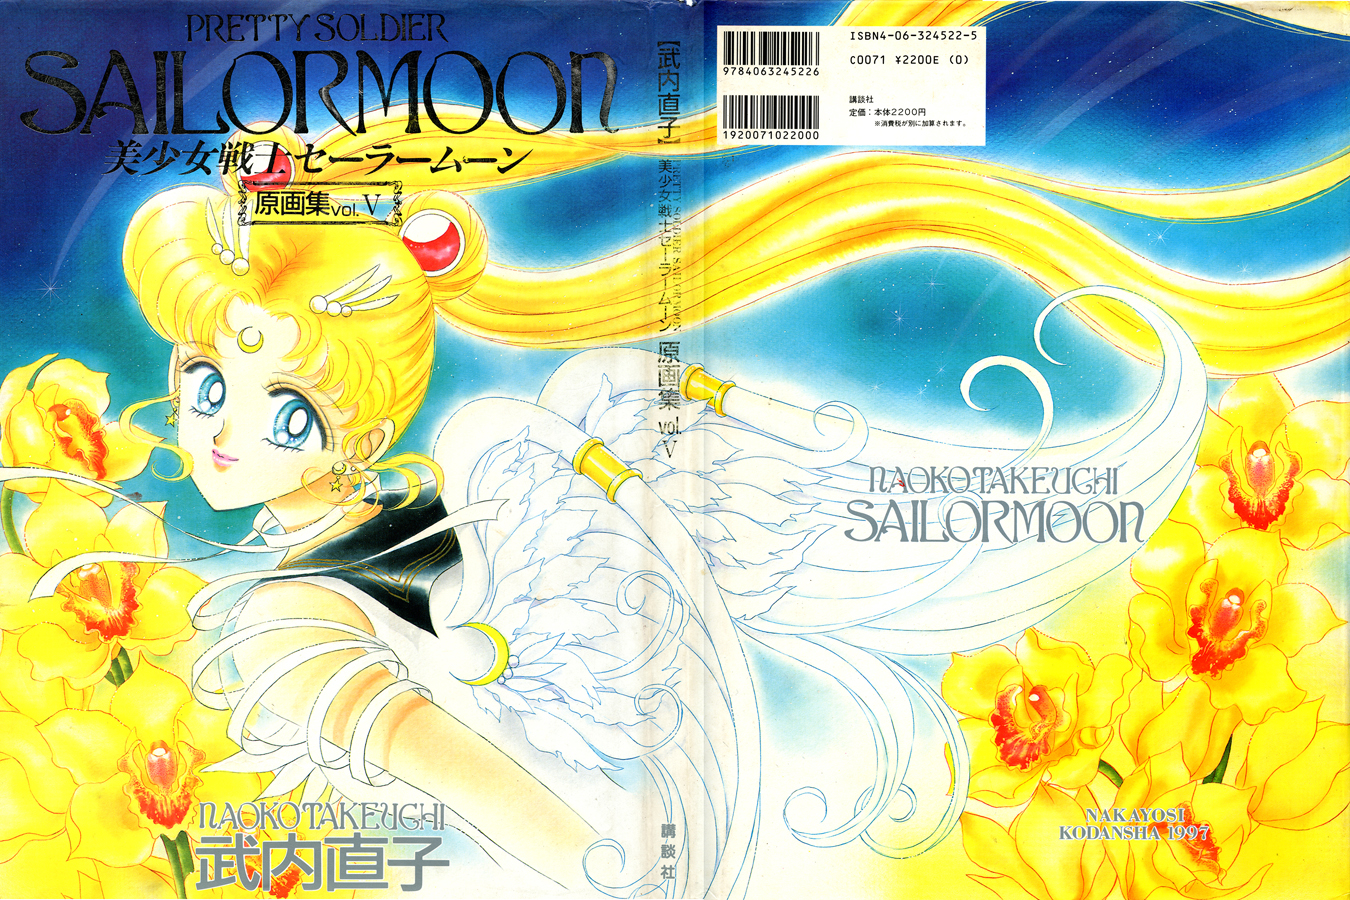 PRETTY SOLDIER
SAILORMOON
美少女戦士セーラームーン
原画集 Vol. V
NAOKO TAKEUCHI
武内直子
【武内直子】
美少女戦士セーラームーン
PRETTY SOLDIER SAILORMOON
原画集 vol. V
講談社
9784063245226
1920071022000
ISBN4-06-324522-5
C0071 ¥2200E (0)
講談社
定価:本体2200円
※消費税が別に加算されます。
NAOKO TAKEUCHI
SAILORMOON
NAKAYOSI
KODANSHA 1997